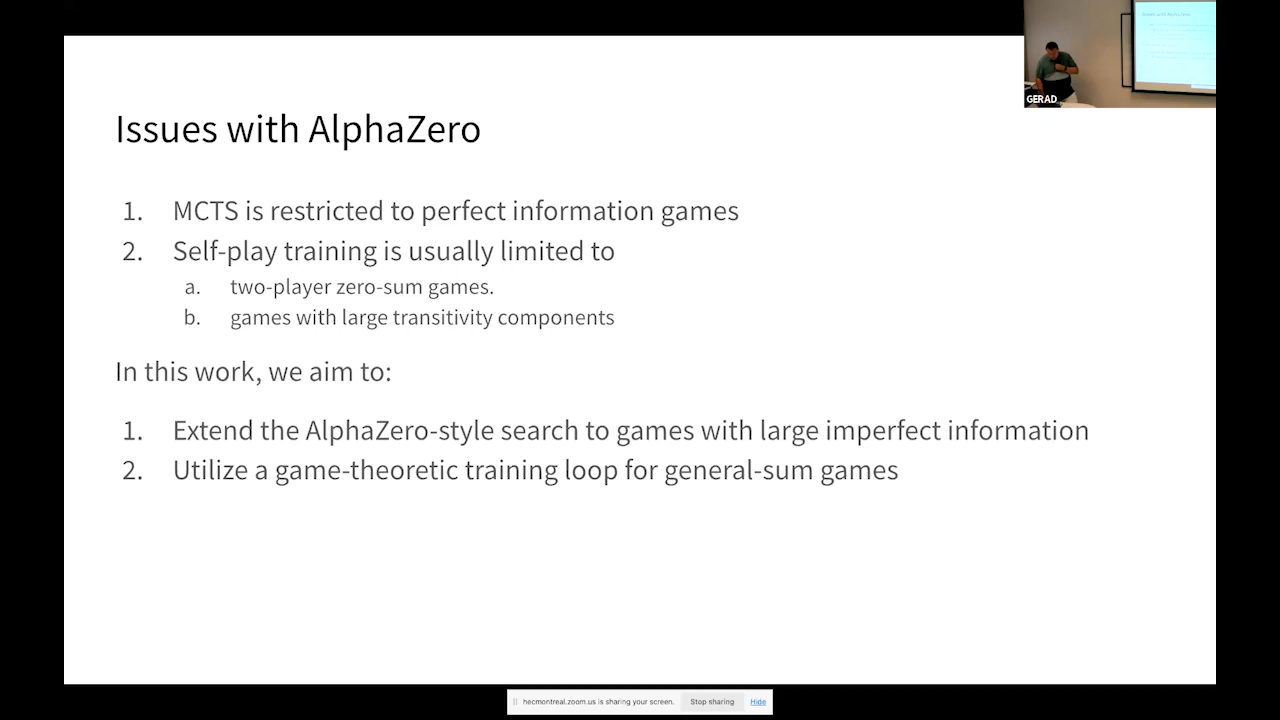 GERAD
Issues with AlphaZero
1. MCTS is restricted to perfect information games
2. Self-play training is usually limited to
a. two-player zero-sum games.
b. games with large transitivity components
In this work, we aim to:
1. Extend the AlphaZero-style search to games with large imperfect information
2. Utilize a game-theoretic training loop for general-sum games
hecmontreal.zoom.us is sharing your screen. Stop sharing Hide